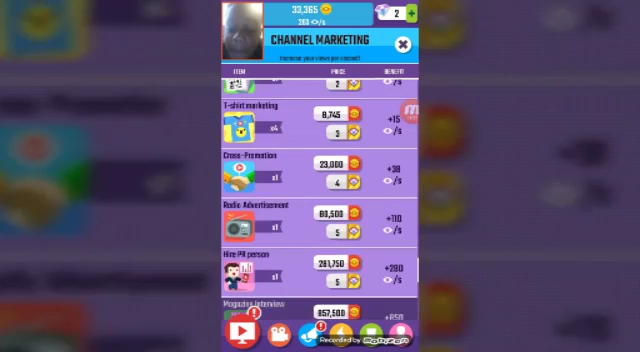 33,365
2
260 /s
CHANNEL MARKETING
Increase your views per second!
ITEM PRICE BENEFIT
2 /s
T-shirt marketing
8,745
x4 +15
3 /s
Cross-Promotion
23,000
x1 +38
4 /s
Radio Advertisement
80,500
x1 +110
5 /s
Hire PR person
281,750
x1 +280
5 /s
Magazine Interview
857,500
+850
Recorded by
Mobizen